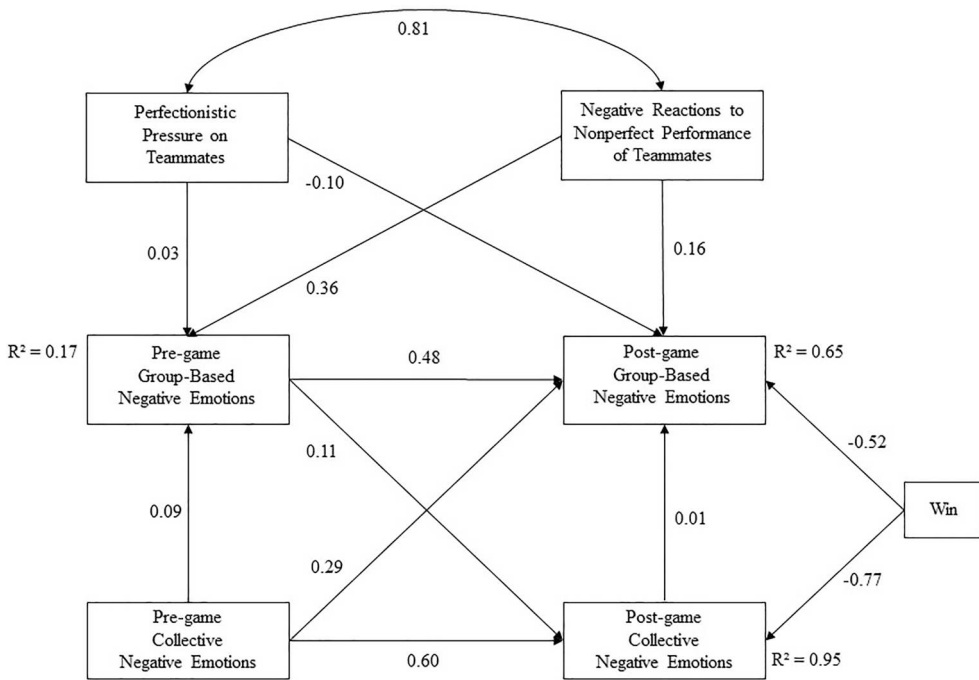 0.81
Perfectionistic
Pressure on
Teammates
Negative Reactions to
Nonperfect Performance
of Teammates
-0.10
0.03
0.16
0.36
R² = 0.17
Pre-game
Group-Based
Negative Emotions
0.48
Post-game
Group-Based
Negative Emotions
R² = 0.65
0.11
-0.52
0.09
0.01
Win
0.29
-0.77
Pre-game
Collective
Negative Emotions
0.60
Post-game
Collective
Negative Emotions
R² = 0.95